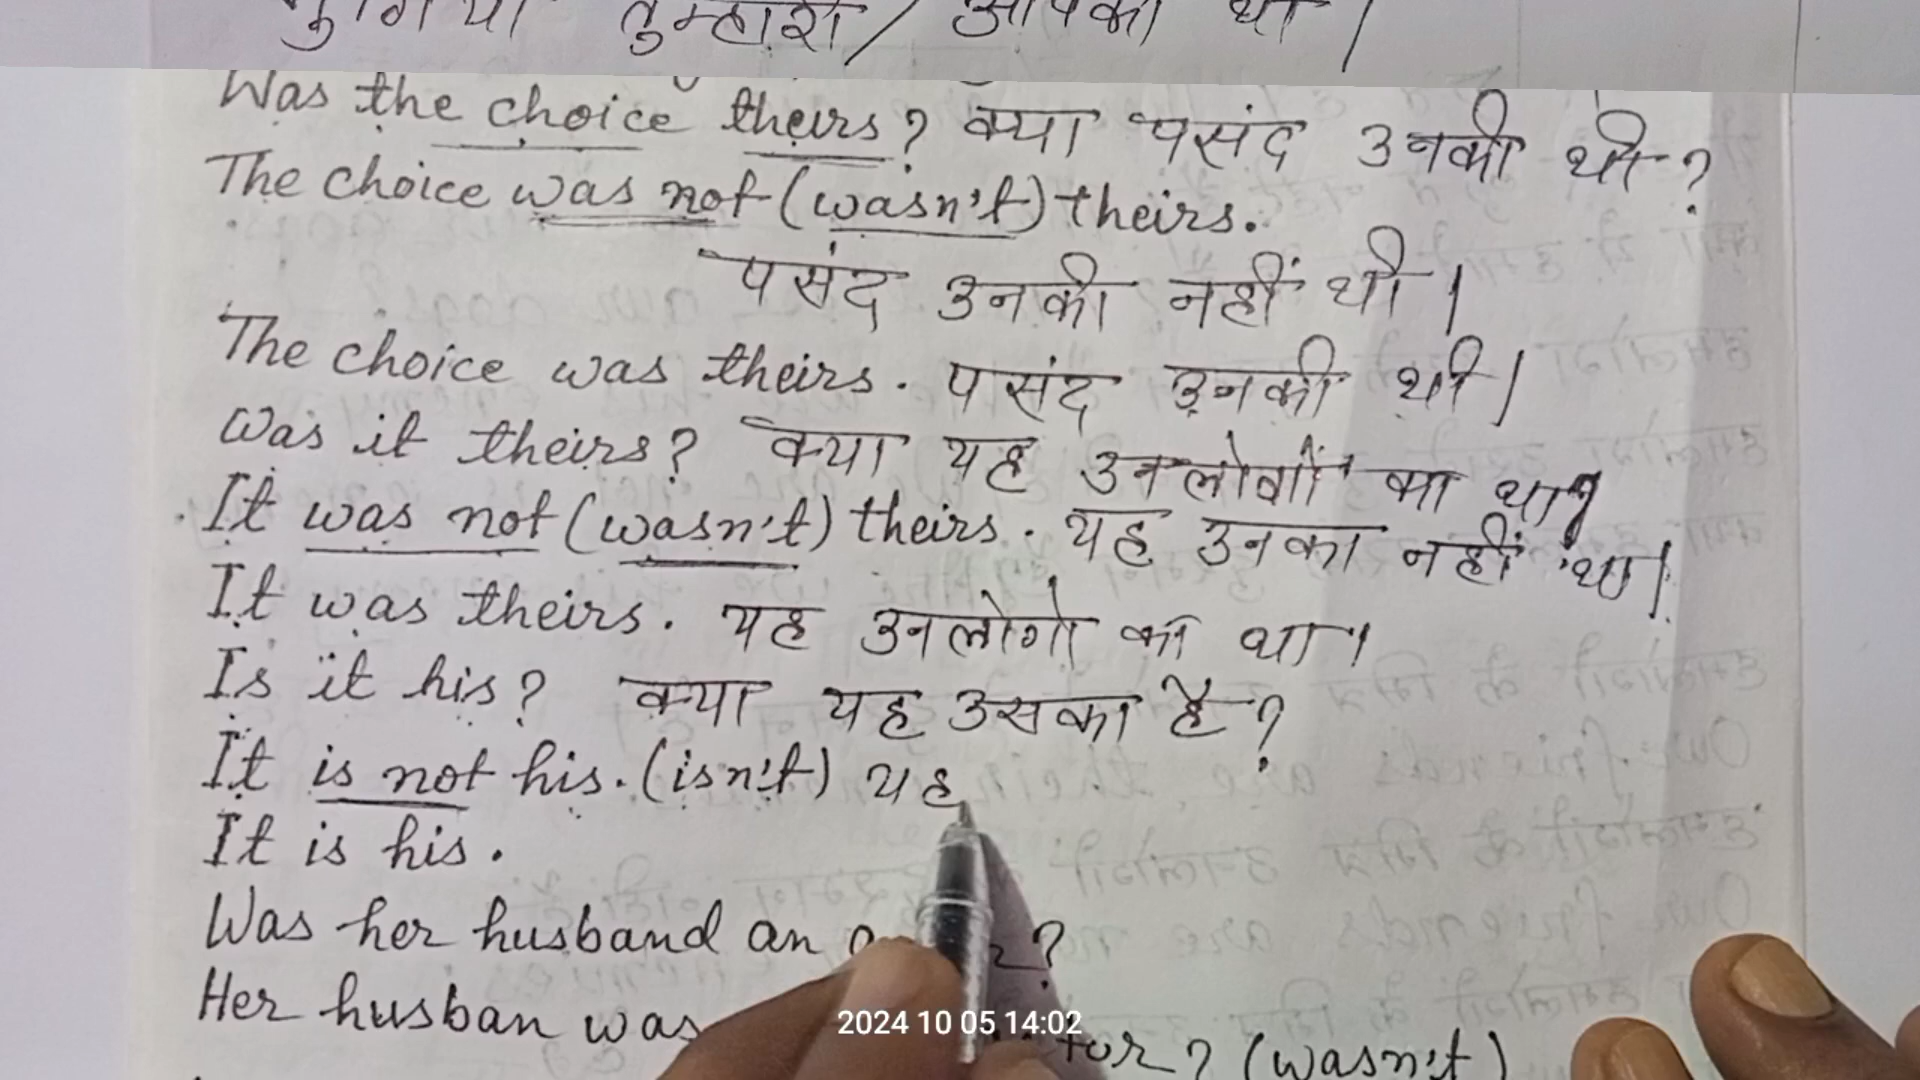 तुम्हारा / आपका था ।
Was the choice theirs? क्या पसंद उनकी थी ?
The choice was not (wasn't) theirs.
पसंद उनकी नहीं थी ।
The choice was theirs. पसंद उनकी थी ।
Was it theirs? क्या यह उनलोगों का था ?
It was not (wasn't) theirs. यह उनका नहीं था ।
It was theirs. यह उनलोगो का था ।
Is it his? क्या यह उसका है ?
It is not his. (isn't) यह
It is his.
Was her husband an
Her husban was ? (wasn't)
2024 10 05 14:02